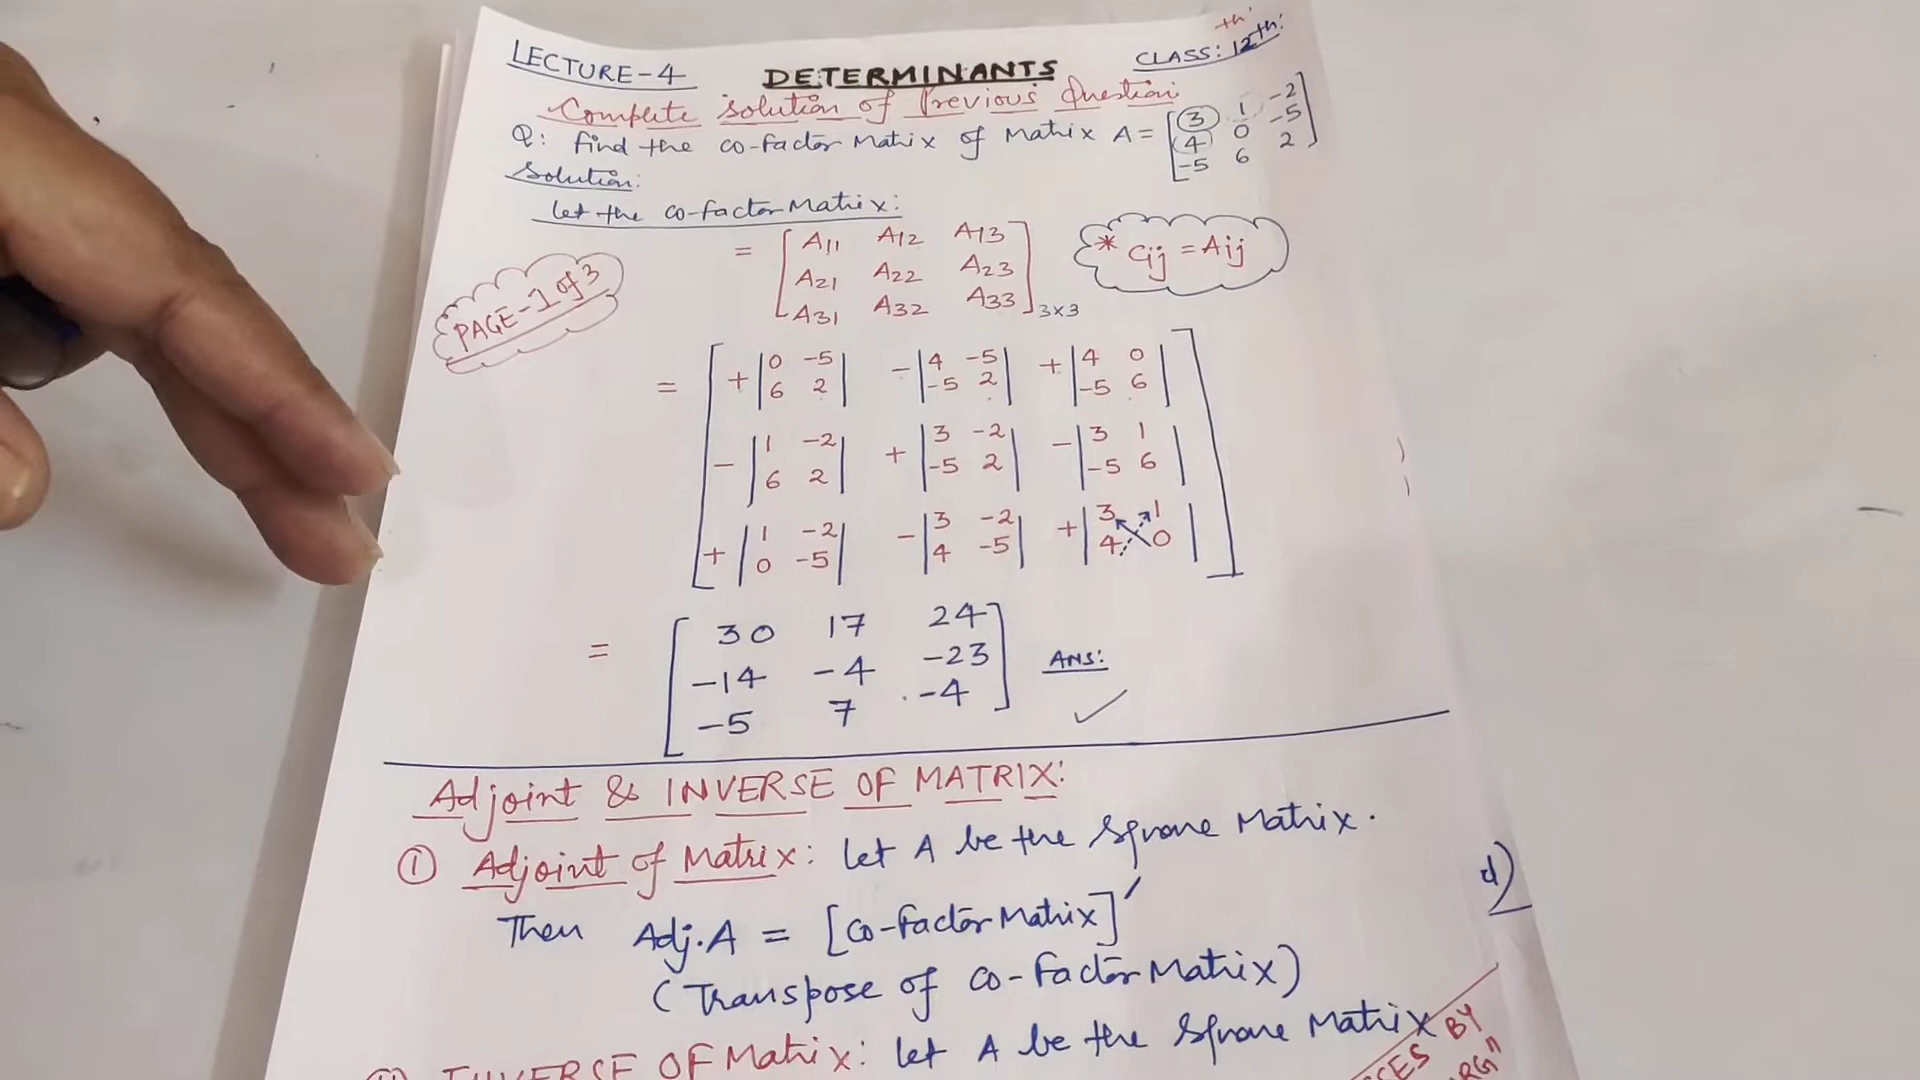 LECTURE-4 DETERMINANTS CLASS: 12th:
th
Complete solution of Previous Question
Q: find the co-factor Matrix of Matrix A = [3 1 -2
4 0 -5
-5 6 2]
Solution:
Let the co-factor Matrix:
= [A11 A12 A13
A21 A22 A23
A31 A32 A33]3x3
* Cij = Aij
PAGE-1 of 3
= [+|0 -5 -|4 -5 +|4 0
6 2| -5 2| -5 6|
-|1 -2 +|3 -2 -|3 1
6 2| -5 2| -5 6|
+|1 -2 -|3 -2 +|3 1
0 -5| 4 -5| 4 0|]
= [30 17 24
-14 -4 -23
-5 7 -4] ANS:
Adjoint & INVERSE OF MATRIX:
① Adjoint of Matrix: Let A be the square Matrix.
Then Adj.A = [co-factor Matrix]′
(Transpose of co-factor Matrix)
INVERSE OF Matrix: Let A be the square Matrix
BY